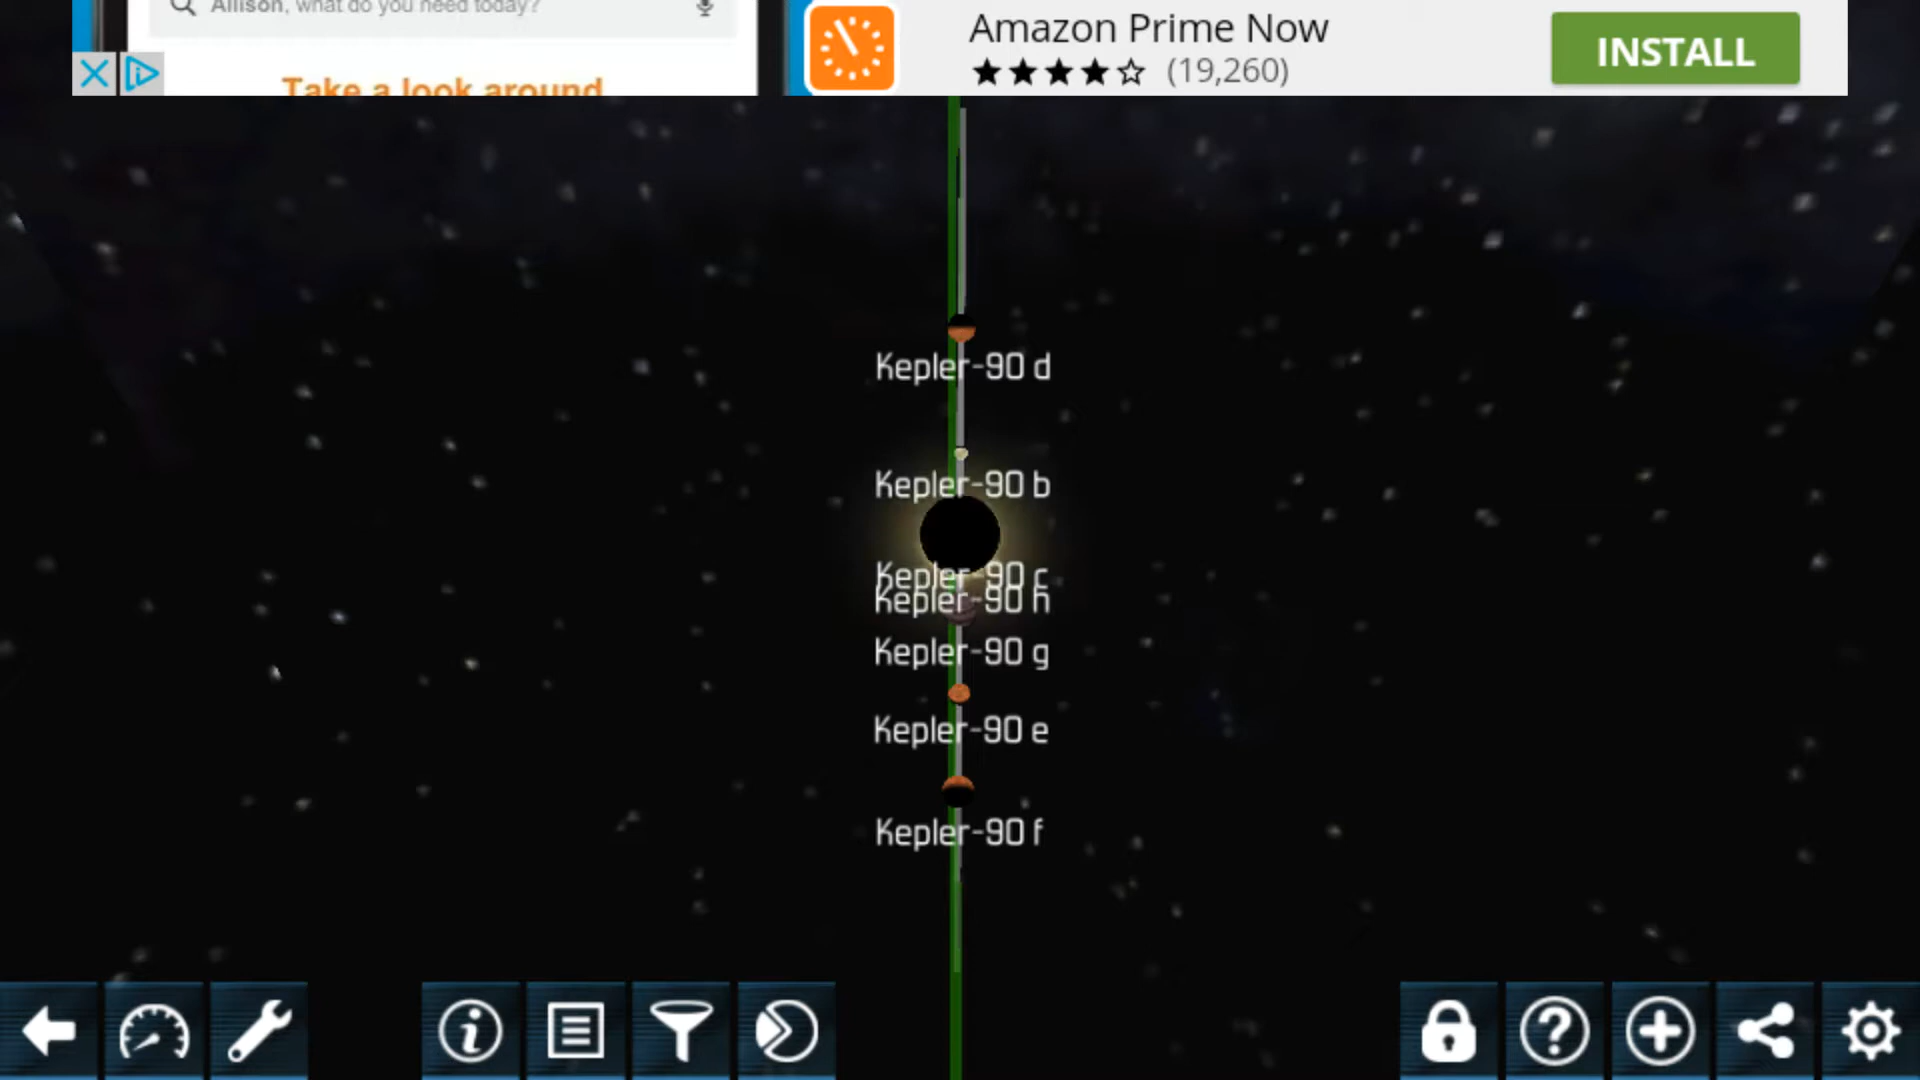 Allison, what do you need today?
Take a look around
Amazon Prime Now
(19,260)
INSTALL
Kepler-90 d
Kepler-90 b
Kepler-90 c
Kepler-90 h
Kepler-90 g
Kepler-90 e
Kepler-90 f